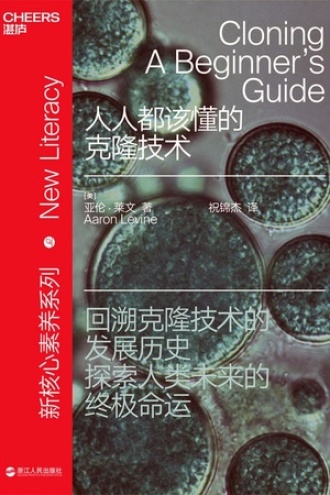 CHEERS
湛庐
Cloning
A Beginner's
Guide
人人都该懂的
克隆技术
[美]
亚伦·莱文 著
祝锦杰 译
Aaron Levine
New Literacy
新核心素养系列
回溯克隆技术的
发展历史
探索人类未来的
终极命运
浙江人民出版社